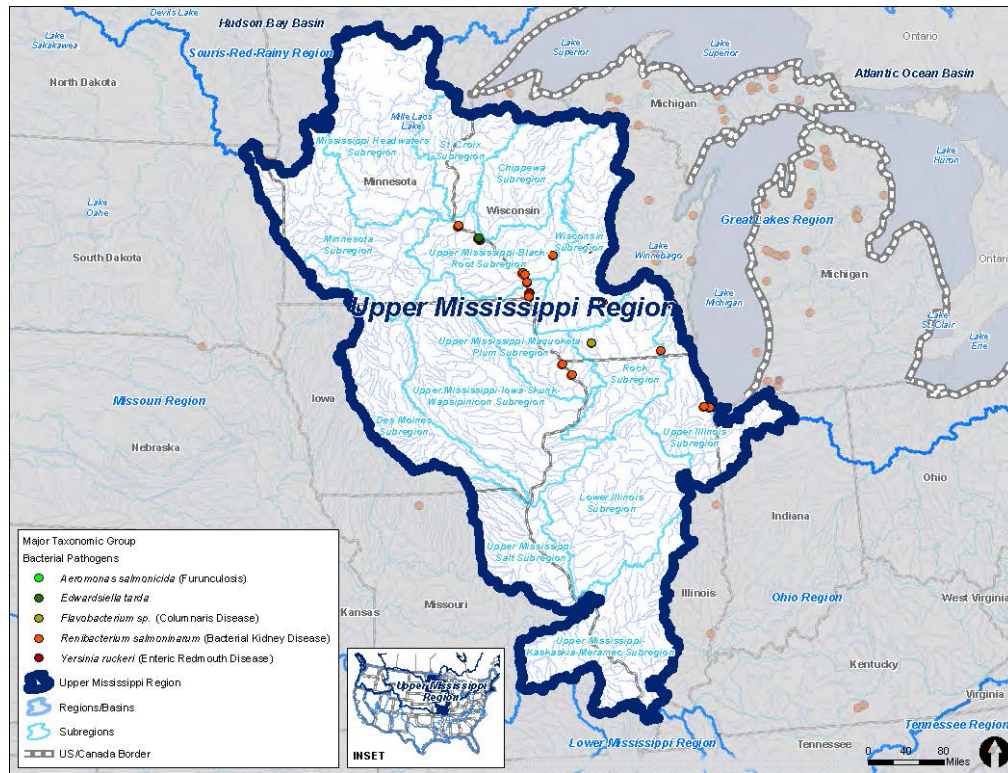 Devils Lake
Hudson Bay Basin
Lake
Sakakawea
Souris-Red-Rainy Region
North Dakota
Lake
Superior
Lake
Superior
Ontario
Atlantic Ocean Basin
Michigan
Mille Lacs
Lake
Mississippi Headwaters
Subregion
St. Croix
Subregion
Chippewa
Subregion
Lake
Huron
Minnesota
Lake
Oahe
Wisconsin
Great Lakes Region
South Dakota
Minnesota
Subregion
Upper Mississippi-Black
Root Subregion
Wisconsin
Subregion
Lake
Winnebago
Ontario
Michigan
Lake
Michigan
Upper Mississippi Region
Lake
St. Clair
Lake
Erie
Upper Mississippi-Maquoketa-
Plum Subregion
Rock
Subregion
Missouri Region
Iowa
Upper Mississippi-Iowa-Skunk-
Wapsipinicon Subregion
Des Moines
Subregion
Upper Illinois
Subregion
Nebraska
Ohio
Lower Illinois
Subregion
Indiana
Upper Mississippi-
Salt Subregion
Kansas
Missouri
Illinois
Ohio Region
West Virginia
Upper Mississippi-
Kaskaskia-Meramec Subregion
Kentucky
Virginia
Tennessee Region
Lower Mississippi Region
Tennessee
Major Taxonomic Group
Bacterial Pathogens
Aeromonas salmonicida (Furunculosis)
Edwardsiella tarda
Flavobacterium sp. (Columnaris Disease)
Renibacterium salmoninarum (Bacterial Kidney Disease)
Yersinia ruckeri (Enteric Redmouth Disease)
Upper Mississippi Region
Regions/Basins
Subregions
US/Canada Border
Upper Mississippi
Region
INSET
0 40 80
Miles